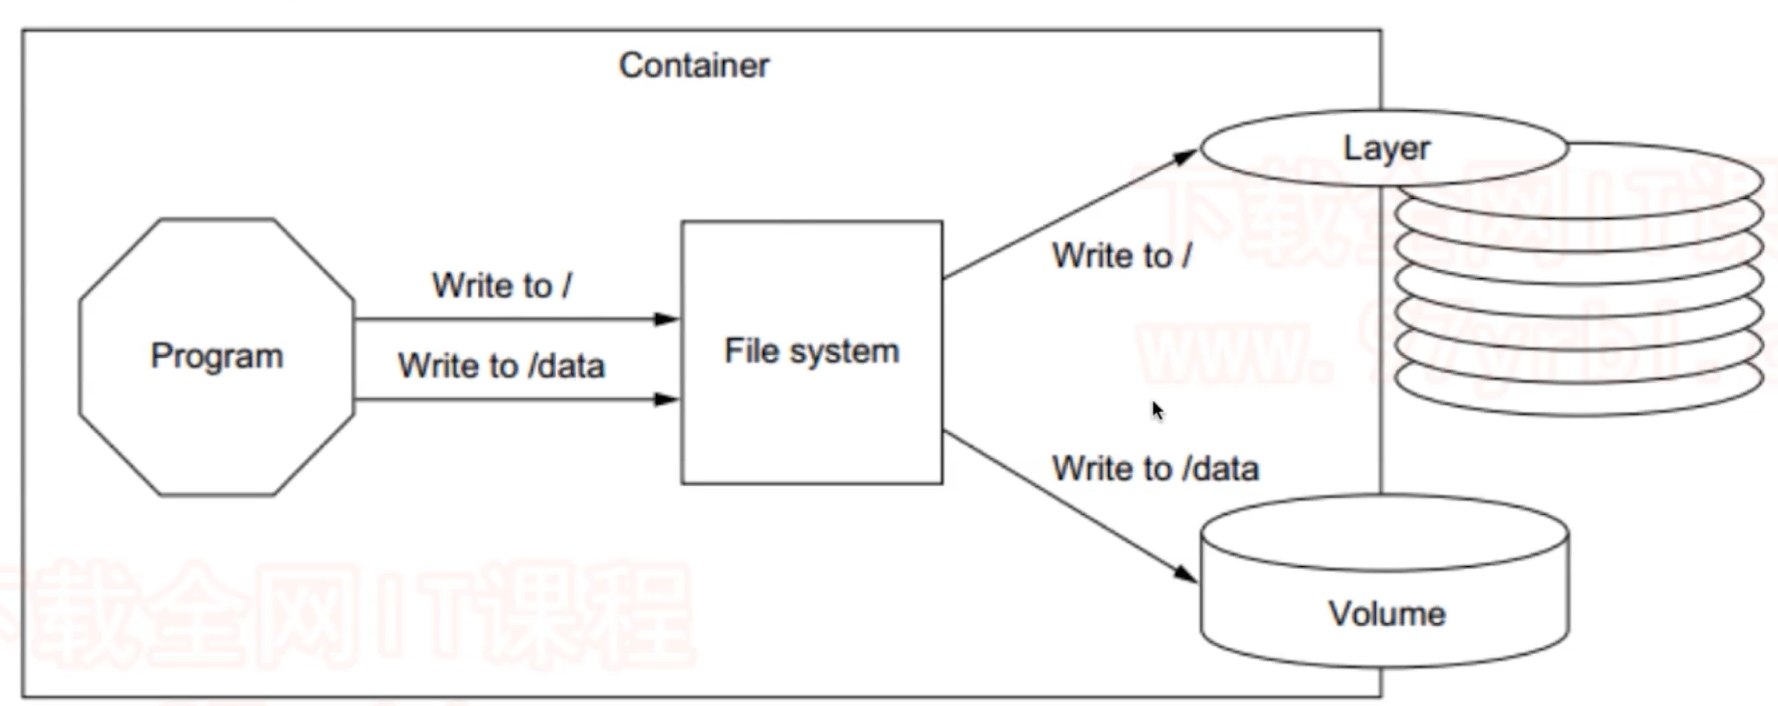 Container
Layer
Write to /
Write to /
Program
File system
Write to /data
Write to /data
Volume
下载全网IT课
www.
载全网IT课程